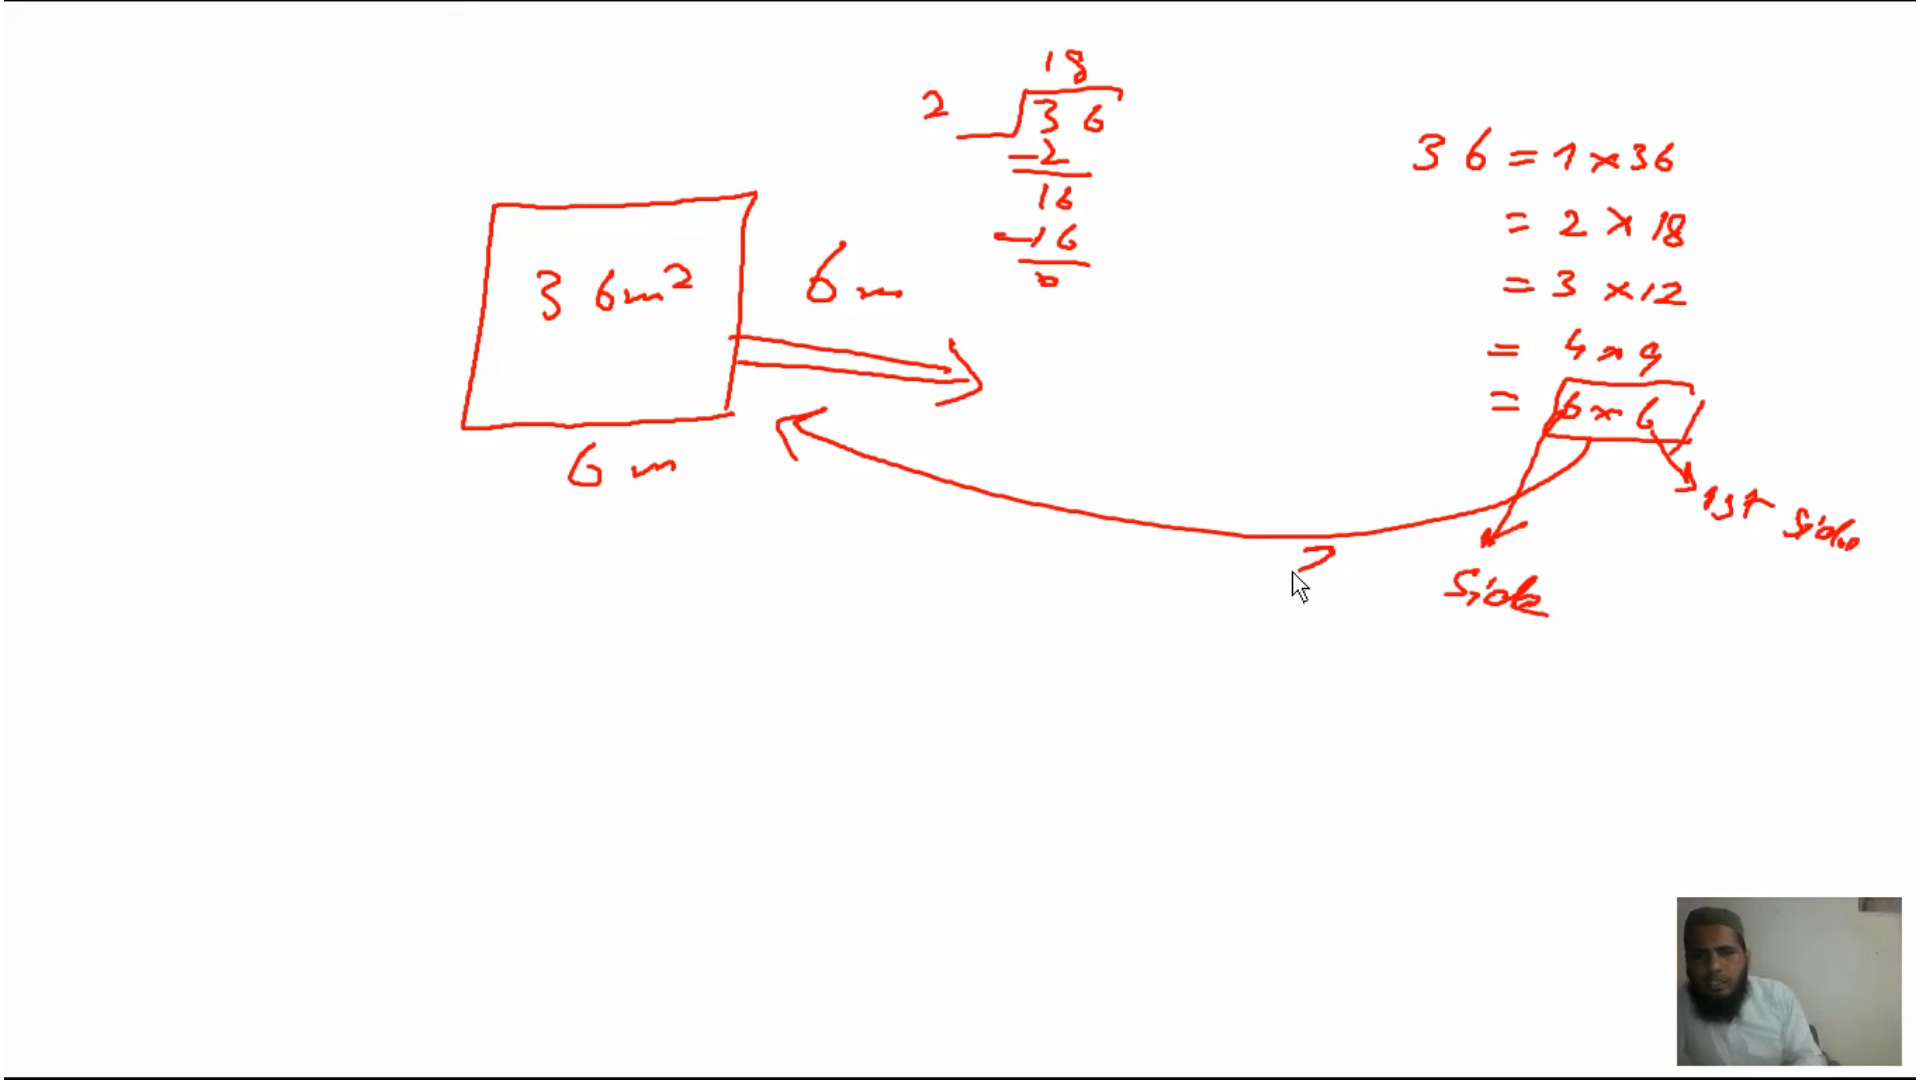 18
2 36
-2
16
-16
0
36m²
6m
6m
36 = 1 × 36
= 2 × 18
= 3 × 12
= 4 × 9
= 6 × 6
1st side
Side